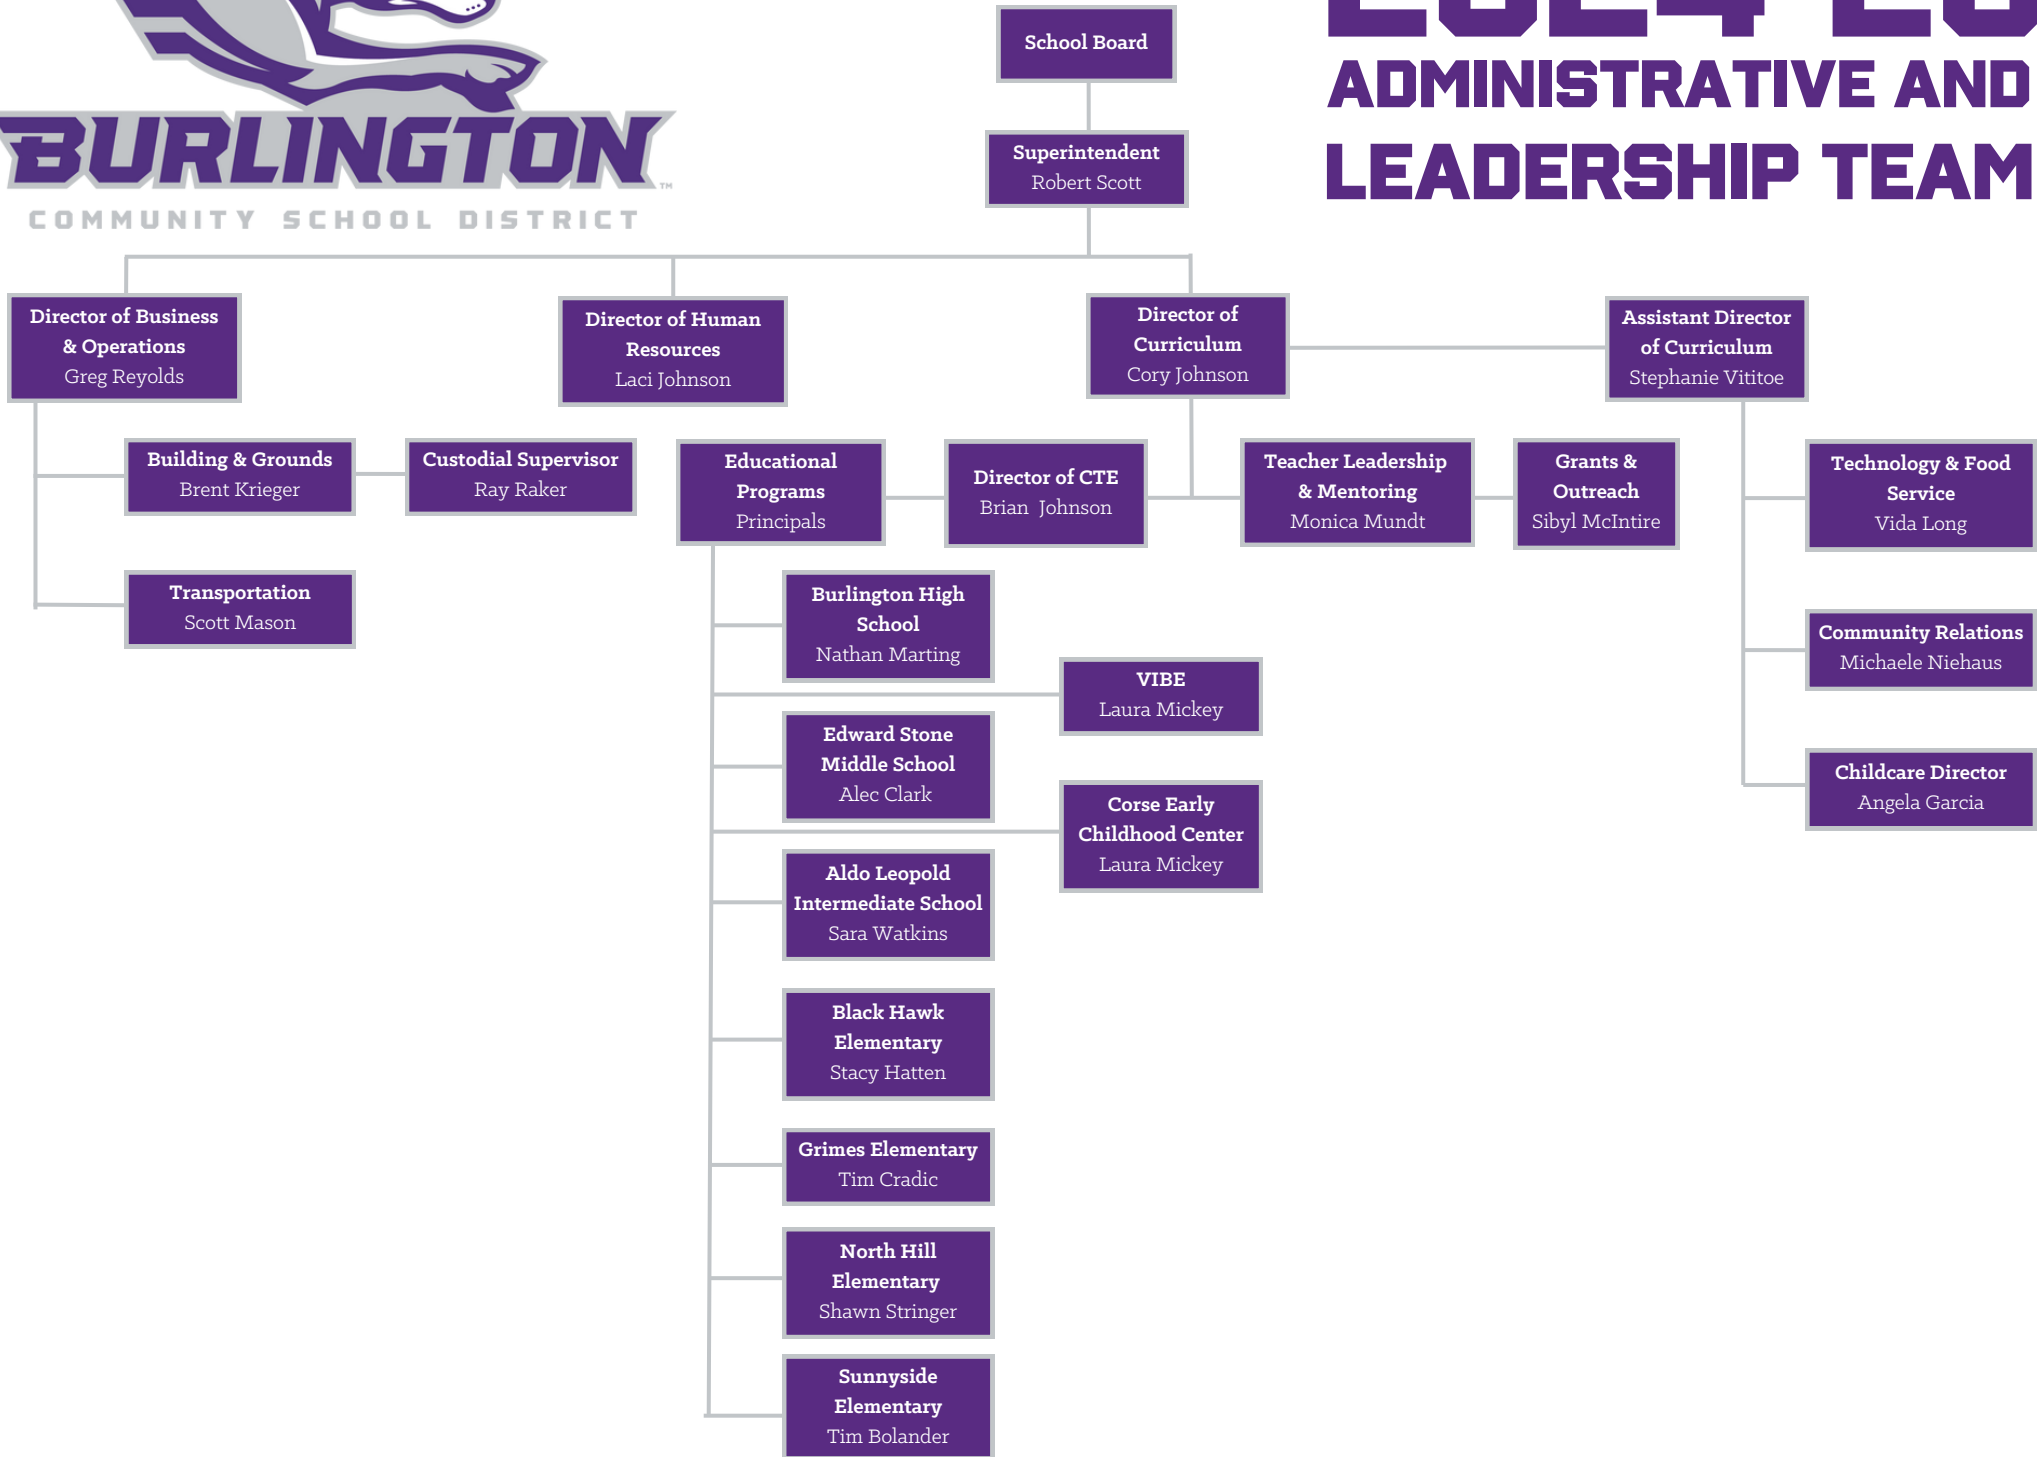 BURLINGTON
TM
COMMUNITY SCHOOL DISTRICT
ADMINISTRATIVE AND
LEADERSHIP TEAM
School Board
Superintendent
Robert Scott
Director of Business
& Operations
Greg Reyolds
Director of Human
Resources
Laci Johnson
Director of
Curriculum
Cory Johnson
Assistant Director
of Curriculum
Stephanie Vititoe
Building & Grounds
Brent Krieger
Custodial Supervisor
Ray Raker
Transportation
Scott Mason
Educational
Programs
Principals
Director of CTE
Brian Johnson
Teacher Leadership
& Mentoring
Monica Mundt
Grants &
Outreach
Sibyl McIntire
Technology & Food
Service
Vida Long
Community Relations
Michaele Niehaus
Childcare Director
Angela Garcia
Burlington High
School
Nathan Marting
VIBE
Laura Mickey
Edward Stone
Middle School
Alec Clark
Corse Early
Childhood Center
Laura Mickey
Aldo Leopold
Intermediate School
Sara Watkins
Black Hawk
Elementary
Stacy Hatten
Grimes Elementary
Tim Cradic
North Hill
Elementary
Shawn Stringer
Sunnyside
Elementary
Tim Bolander